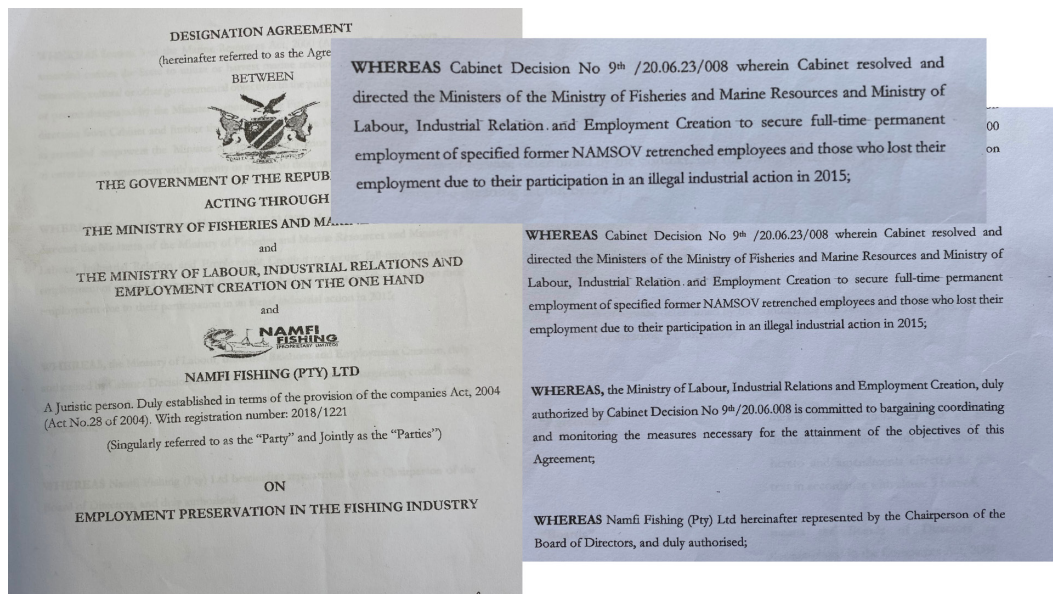 DESIGNATION AGREEMENT
(hereinafter referred to as the Agre
BETWEEN
THE GOVERNMENT OF THE REPUB
ACTING THROUGH
THE MINISTRY OF FISHERIES AND MA
and
THE MINISTRY OF LABOUR, INDUSTRIAL RELATIONS AND
EMPLOYMENT CREATION ON THE ONE HAND
and
NAMFI
FISHING
(PROPRIETARY LIMITED)
NAMFI FISHING (PTY) LTD
A Juristic person. Duly established in terms of the provision of the companies Act, 2004
(Act No.28 of 2004). With registration number: 2018/1221
(Singularly referred to as the “Party” and Jointly as the “Parties”)
ON
EMPLOYMENT PRESERVATION IN THE FISHING INDUSTRY
WHEREAS Cabinet Decision No 9th /20.06.23/008 wherein Cabinet resolved and
directed the Ministers of the Ministry of Fisheries and Marine Resources and Ministry of
Labour, Industrial Relation.and Employment Creation to secure full-time permanent
employment of specified former NAMSOV retrenched employees and those who lost their
employment due to their participation in an illegal industrial action in 2015;
00
on
WHEREAS Cabinet Decision No 9th /20.06.23/008 wherein Cabinet resolved and
directed the Ministers of the Ministry of Fisheries and Marine Resources and Ministry of
Labour, Industrial Relation.and Employment Creation to secure full-time permanent
employment of specified former NAMSOV retrenched employees and those who lost their
employment due to their participation in an illegal industrial action in 2015;
WHEREAS, the Ministry of Labour, Industrial Relations and Employment Creation, duly
authorized by Cabinet Decision No 9th/20.06.008 is committed to bargaining coordinating
and monitoring the measures necessary for the attainment of the objectives of this
Agreement;
WHEREAS Namfi Fishing (Pty) Ltd hereinafter represented by the Chairperson of the
Board of Directors, and duly authorised;